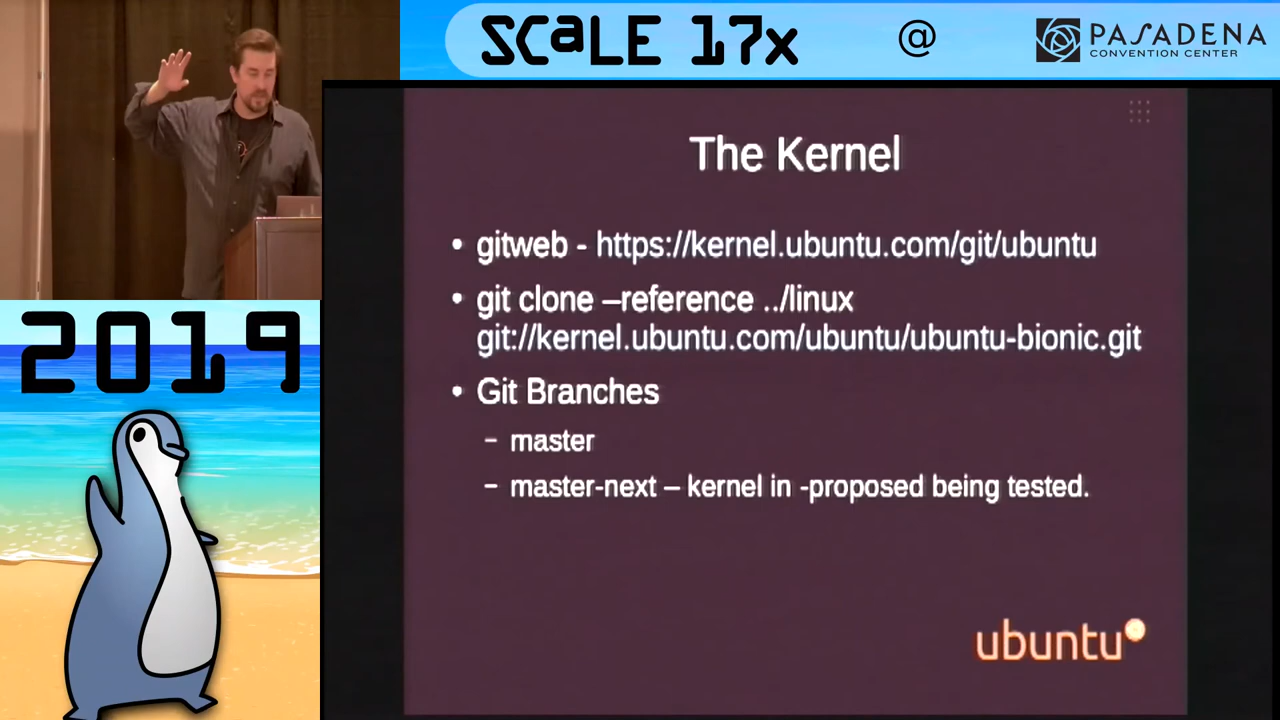 SCaLE 17x @ PASADENA
CONVENTION CENTER
The Kernel
• gitweb - https://kernel.ubuntu.com/git/ubuntu
• git clone –reference ../linux
git://kernel.ubuntu.com/ubuntu/ubuntu-bionic.git
• Git Branches
– master
– master-next – kernel in -proposed being tested.
ubuntu
2019